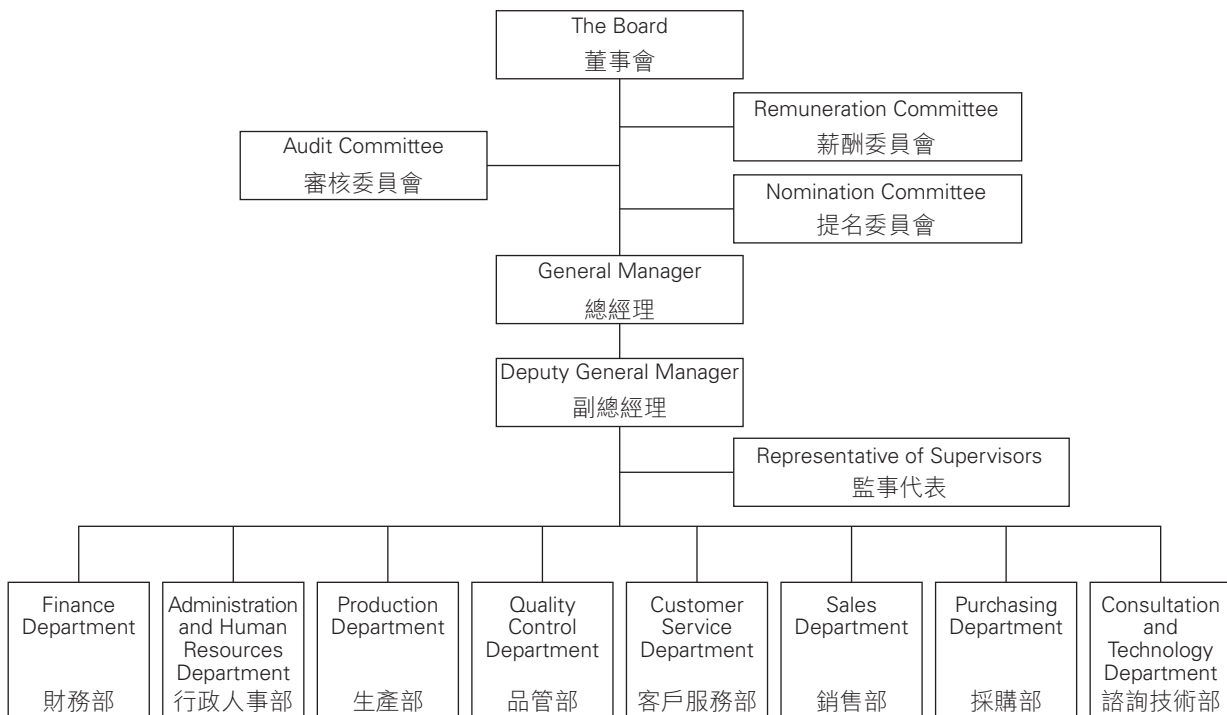 The Board
董事會
Remuneration Committee
薪酬委員會
Audit Committee
審核委員會
Nomination Committee
提名委員會
General Manager
總經理
Deputy General Manager
副總經理
Representative of Supervisors
監事代表
Finance
Department
財務部
Administration
and Human
Resources
Department
行政人事部
Production
Department
生產部
Quality
Control
Department
品管部
Customer
Service
Department
客戶服務部
Sales
Department
銷售部
Purchasing
Department
採購部
Consultation
and
Technology
Department
諮詢技術部